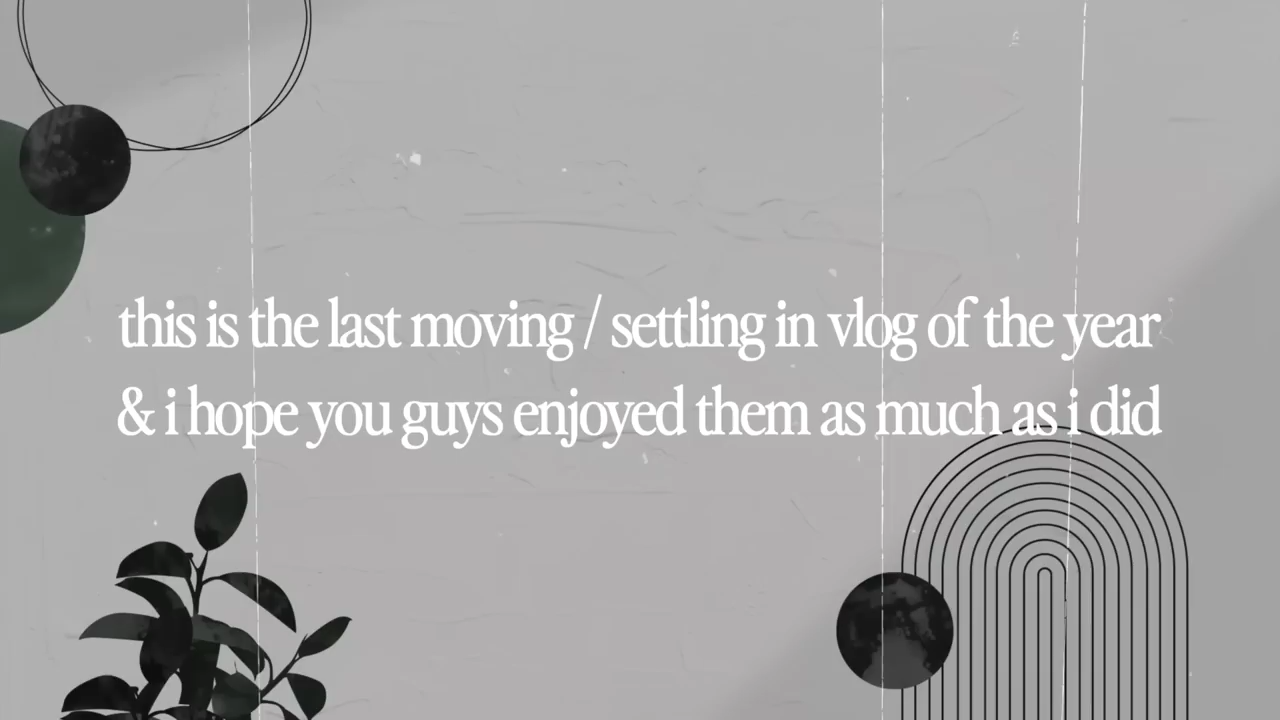 this is the last moving / settling in vlog of the year
& i hope you guys enjoyed them as much as i did